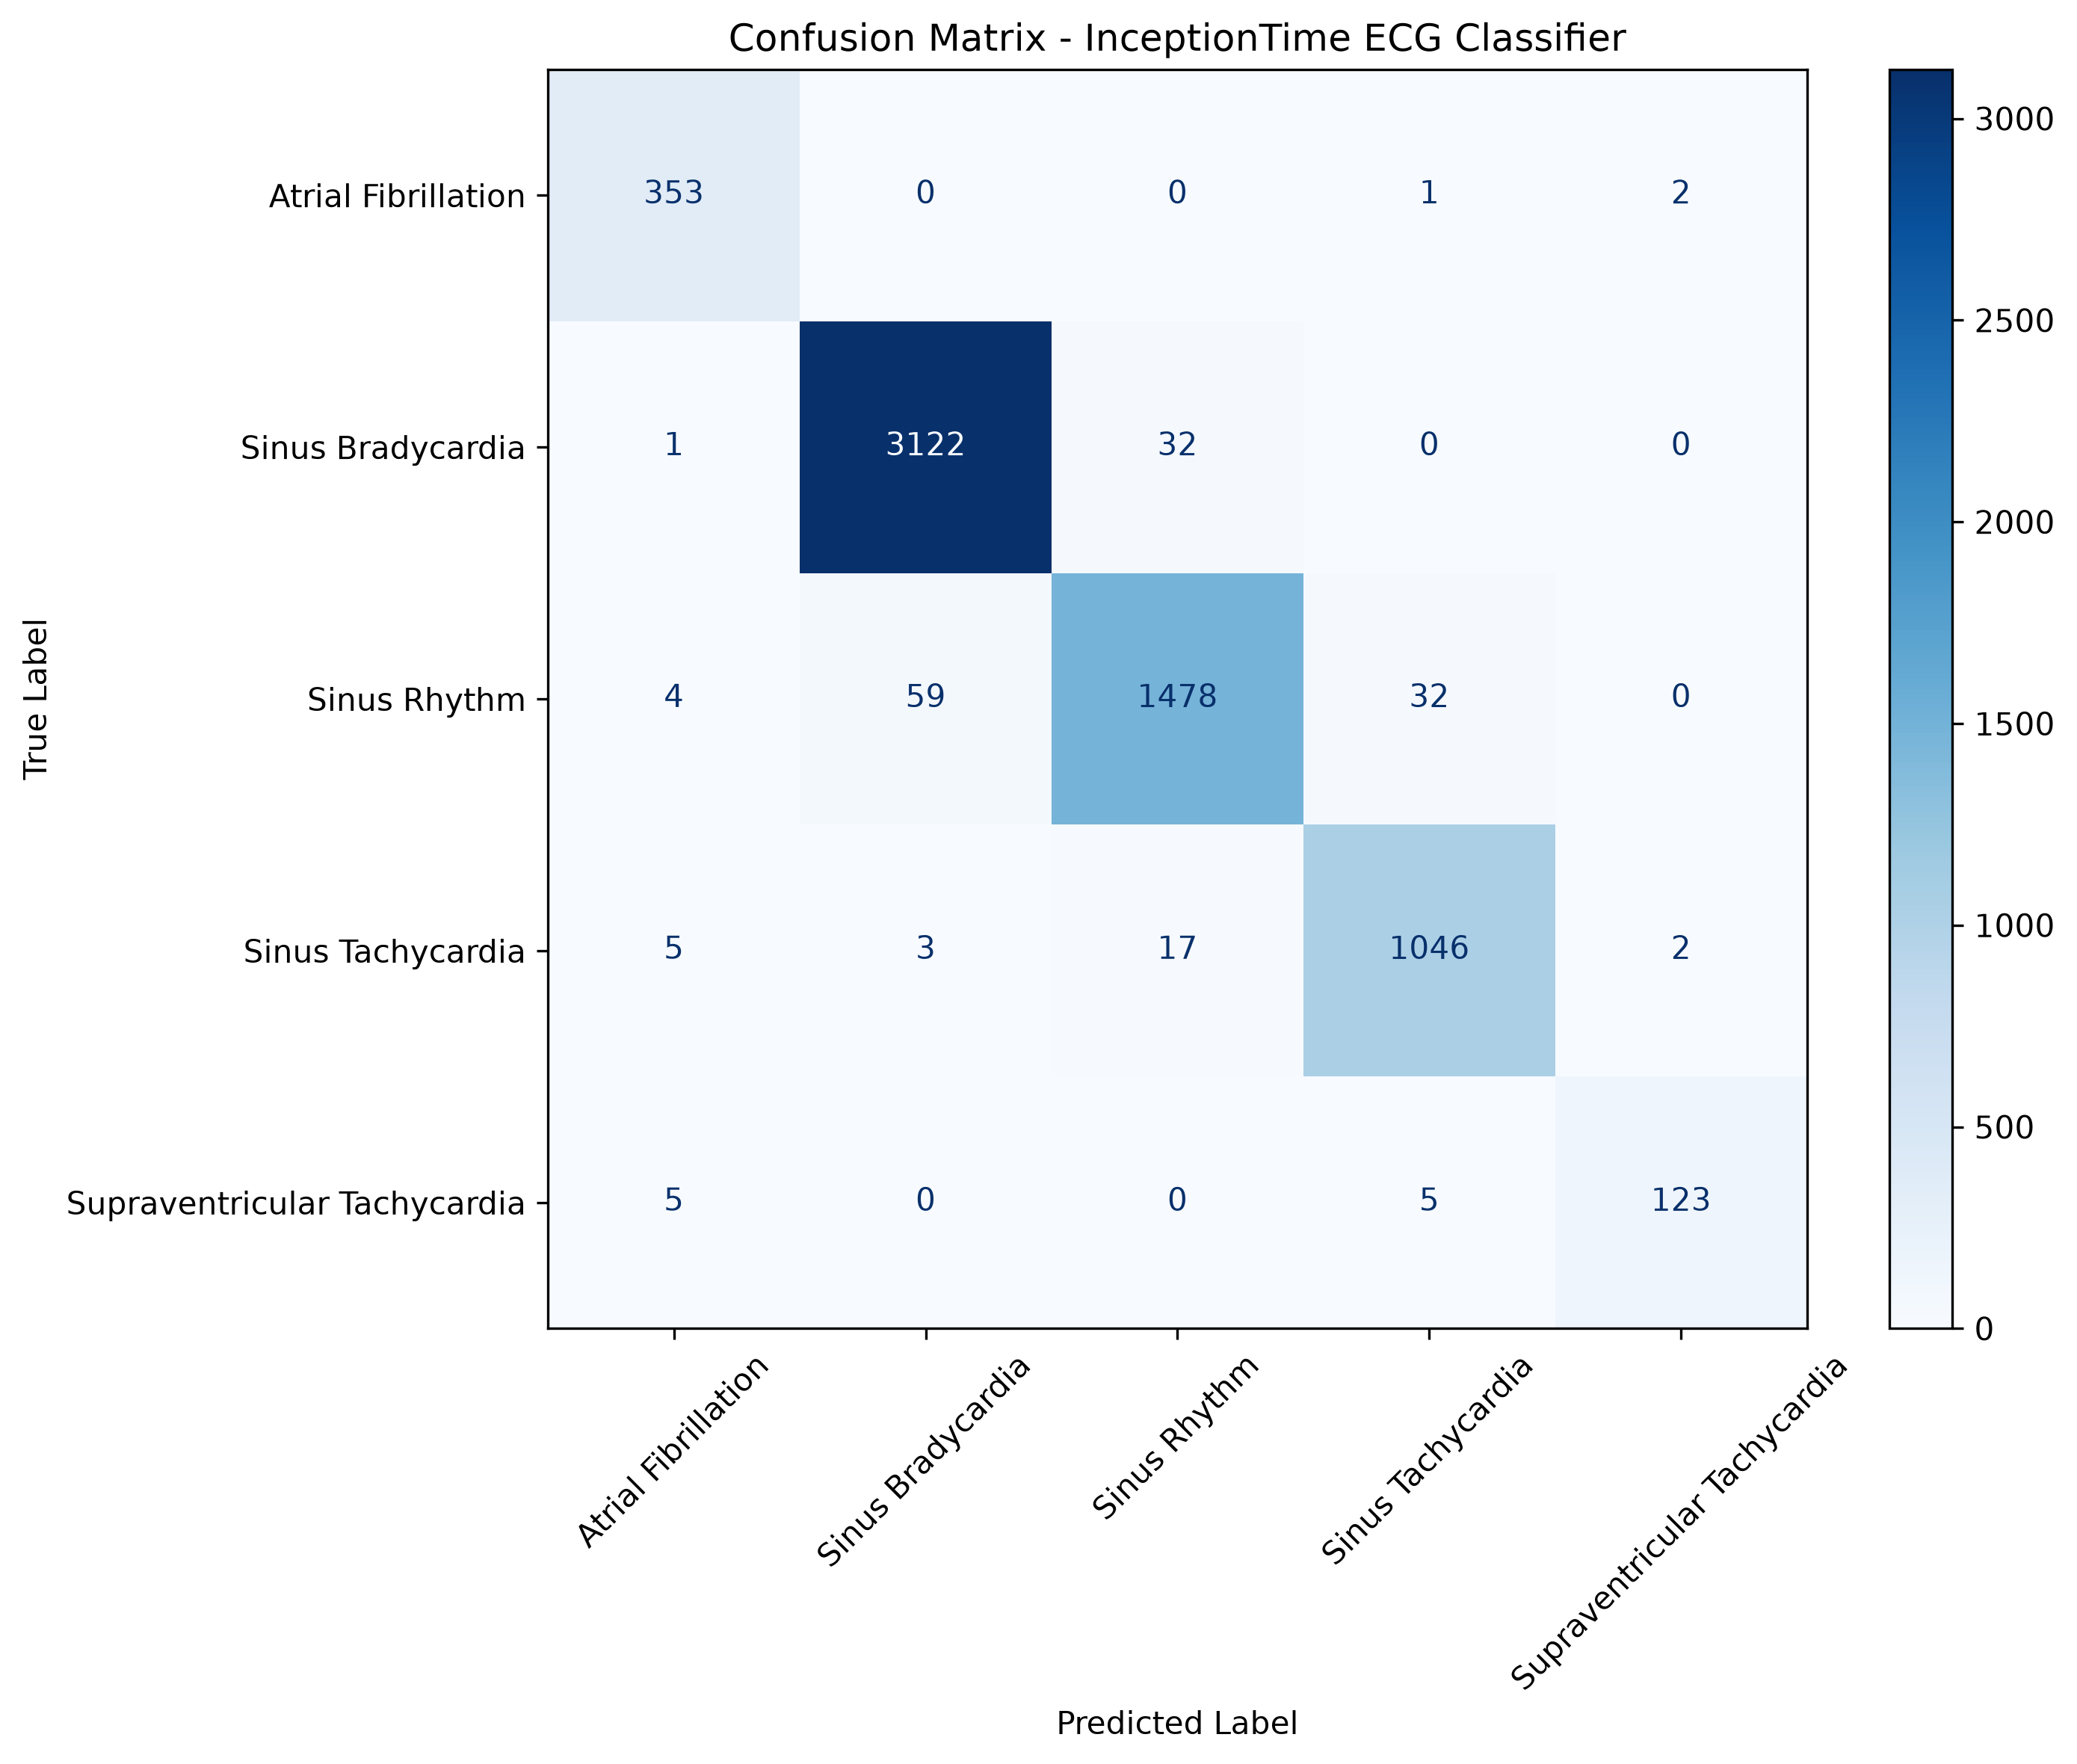 Confusion Matrix - InceptionTime ECG Classifier
True Label
Atrial Fibrillation 353 0 0 1 2
Sinus Bradycardia 1 3122 32 0 0
Sinus Rhythm 4 59 1478 32 0
Sinus Tachycardia 5 3 17 1046 2
Supraventricular Tachycardia 5 0 0 5 123
Atrial Fibrillation
Sinus Bradycardia
Sinus Rhythm
Sinus Tachycardia
Supraventricular Tachycardia
Predicted Label
3000
2500
2000
1500
1000
500
0